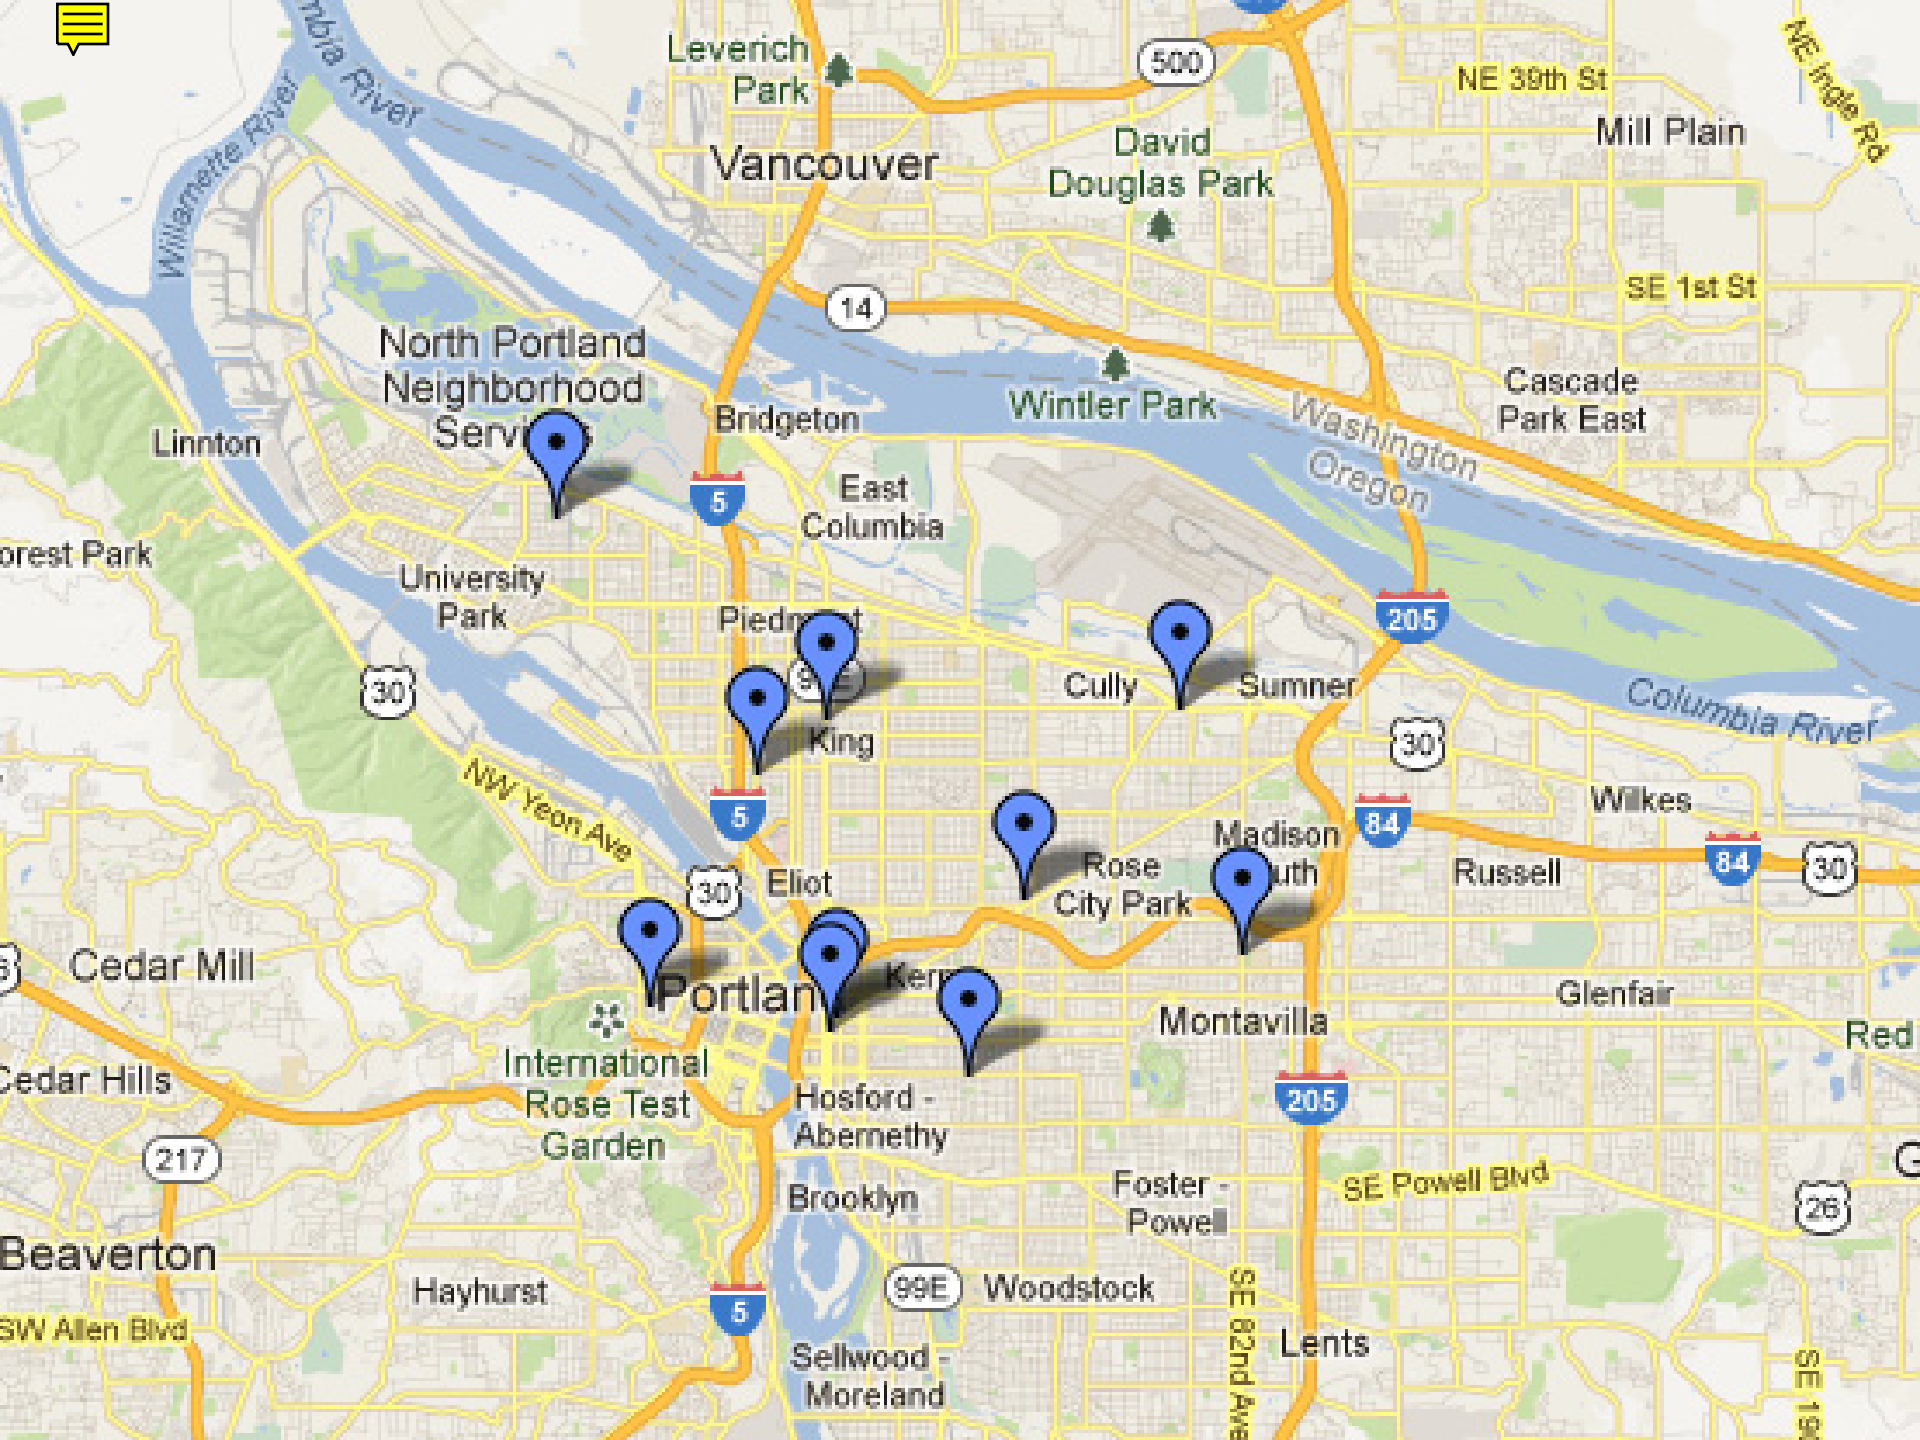 mbia River
Leverich
Park
500
NE 39th St
NE Ingle Rd
Mill Plain
David
Douglas Park
Vancouver
Willamette River
SE 1st St
14
North Portland
Neighborhood
Wintler Park
Cascade
Park East
Washington
Oregon
Bridgeton
Linnton
5
East
Columbia
orest Park
University
Park
205
Cully
Sumner
30
Columbia River
King
30
NW Yeon Ave
5
84
Wilkes
Madison
Rose
City Park
Russell
84
30
Eliot
30
Cedar Mill
Glenfair
Montavilla
Red
International
Rose Test
Garden
Cedar Hills
Hosford -
Abernethy
205
217
Foster -
Powell
SE Powell Blvd
G
26
Brooklyn
Beaverton
Hayhurst
99E
Woodstock
5
SE 82nd Ave
SW Allen Blvd
Lents
Sellwood -
Moreland